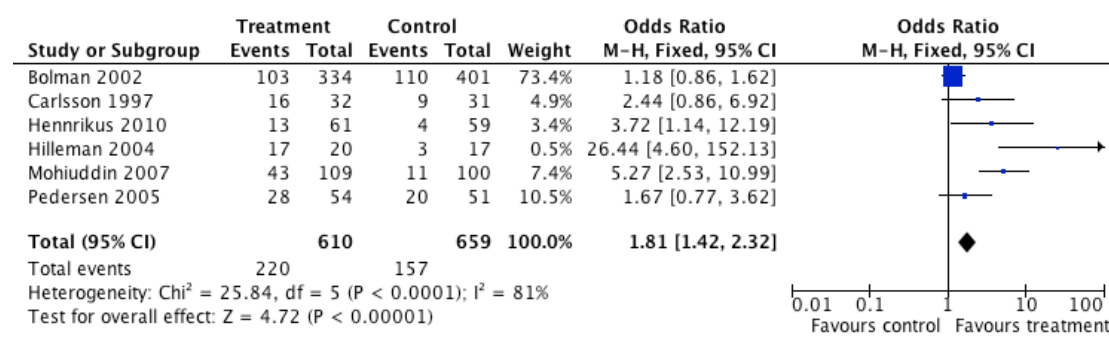 Treatment Control Odds Ratio Odds Ratio
Study or Subgroup Events Total Events Total Weight M-H, Fixed, 95% CI M-H, Fixed, 95% CI
Bolman 2002 103 334 110 401 73.4% 1.18 [0.86, 1.62]
Carlsson 1997 16 32 9 31 4.9% 2.44 [0.86, 6.92]
Hennrikus 2010 13 61 4 59 3.4% 3.72 [1.14, 12.19]
Hilleman 2004 17 20 3 17 0.5% 26.44 [4.60, 152.13]
Mohiuddin 2007 43 109 11 100 7.4% 5.27 [2.53, 10.99]
Pedersen 2005 28 54 20 51 10.5% 1.67 [0.77, 3.62]
Total (95% CI) 610 659 100.0% 1.81 [1.42, 2.32]
Total events 220 157
Heterogeneity: Chi² = 25.84, df = 5 (P < 0.0001); I² = 81%
Test for overall effect: Z = 4.72 (P < 0.00001)
0.01 0.1 1 10 100
Favours control Favours treatment